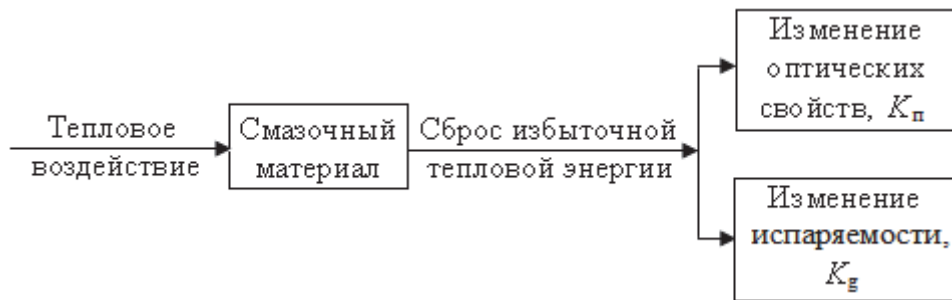 Тепловое
воздействие
Смазочный
материал
Сброс избыточной
тепловой энергии
Изменение
оптических
свойств, Kп
Изменение
испаряемости,
Kg